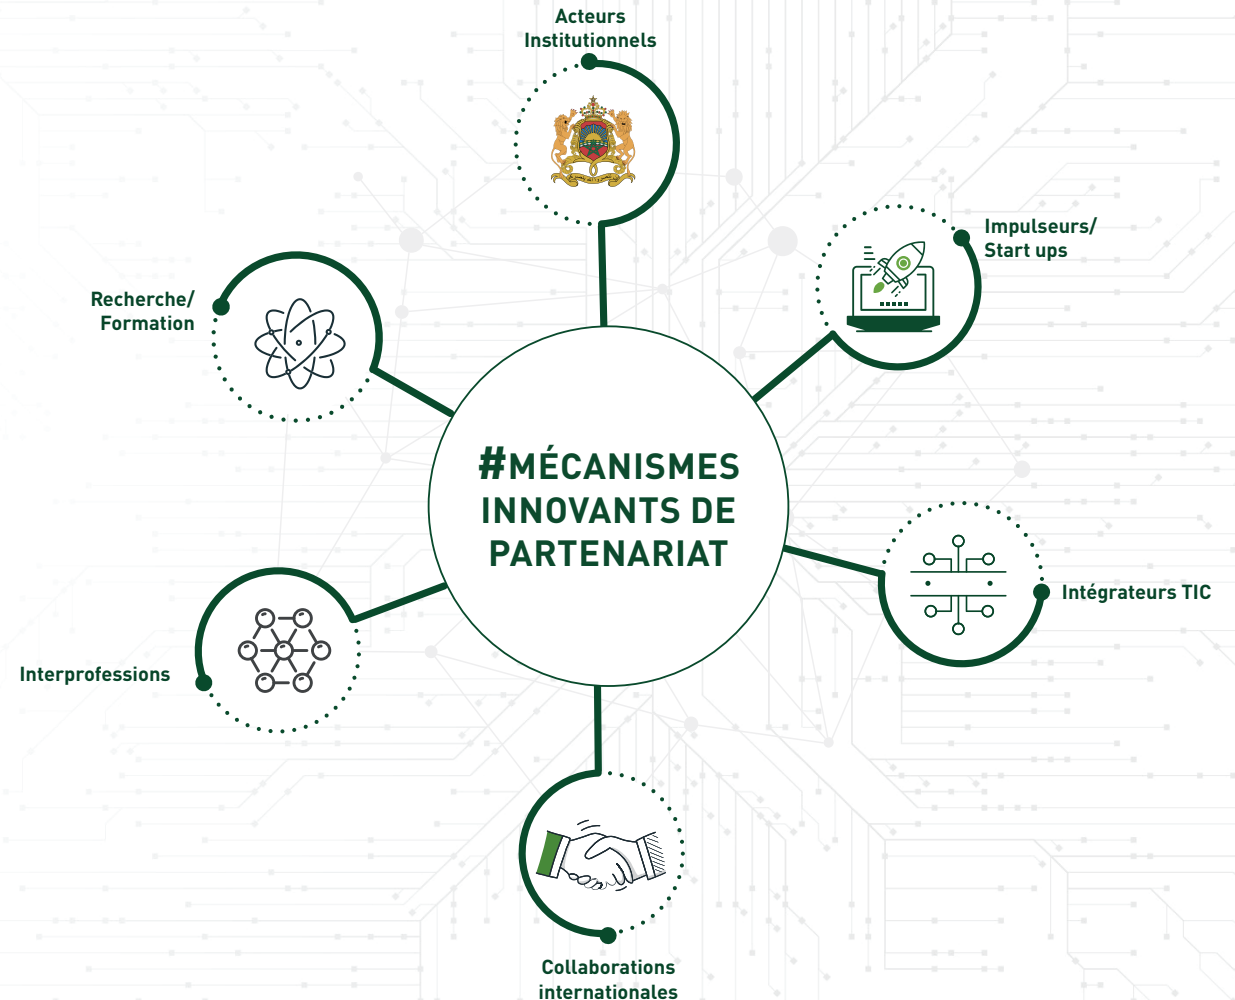 Acteurs
Institutionnels
Impulseurs/
Start ups
Recherche/
Formation
#MÉCANISMES
INNOVANTS DE
PARTENARIAT
Intégrateurs TIC
Interprofessions
Collaborations
internationales